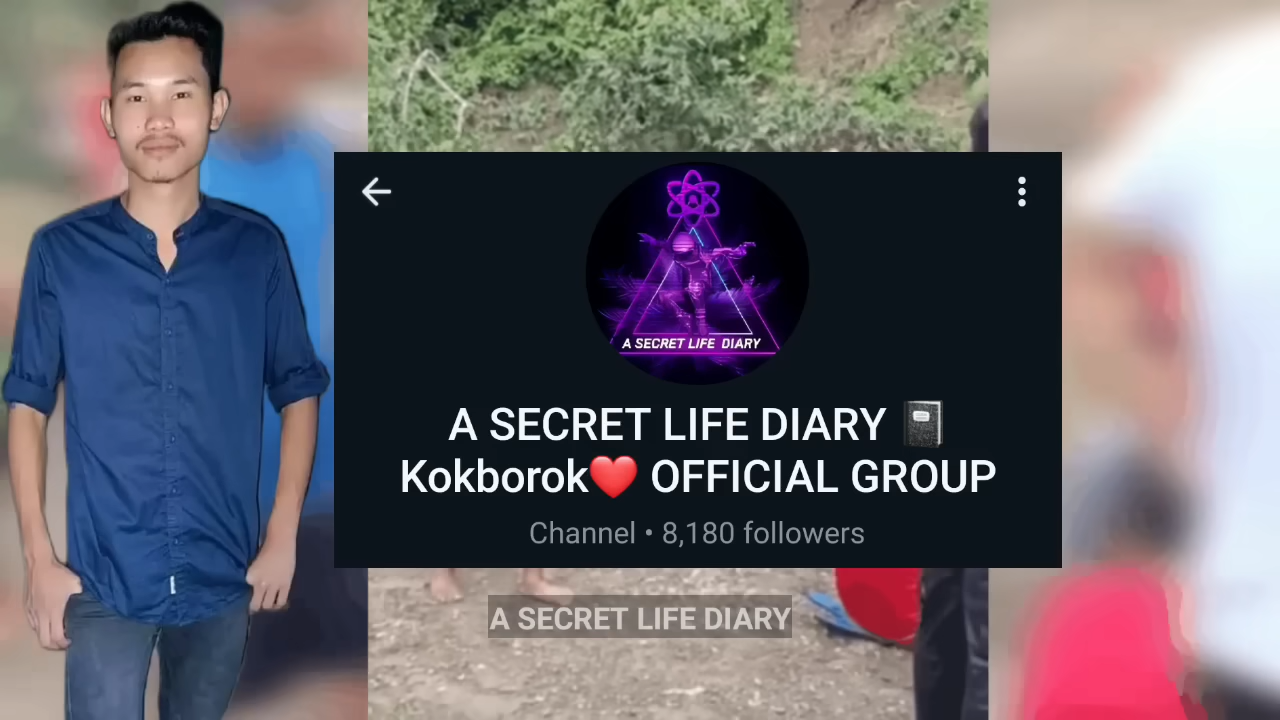 A SECRET LIFE DIARY
A SECRET LIFE DIARY 📓
Kokborok❤️ OFFICIAL GROUP
Channel • 8,180 followers
A SECRET LIFE DIARY